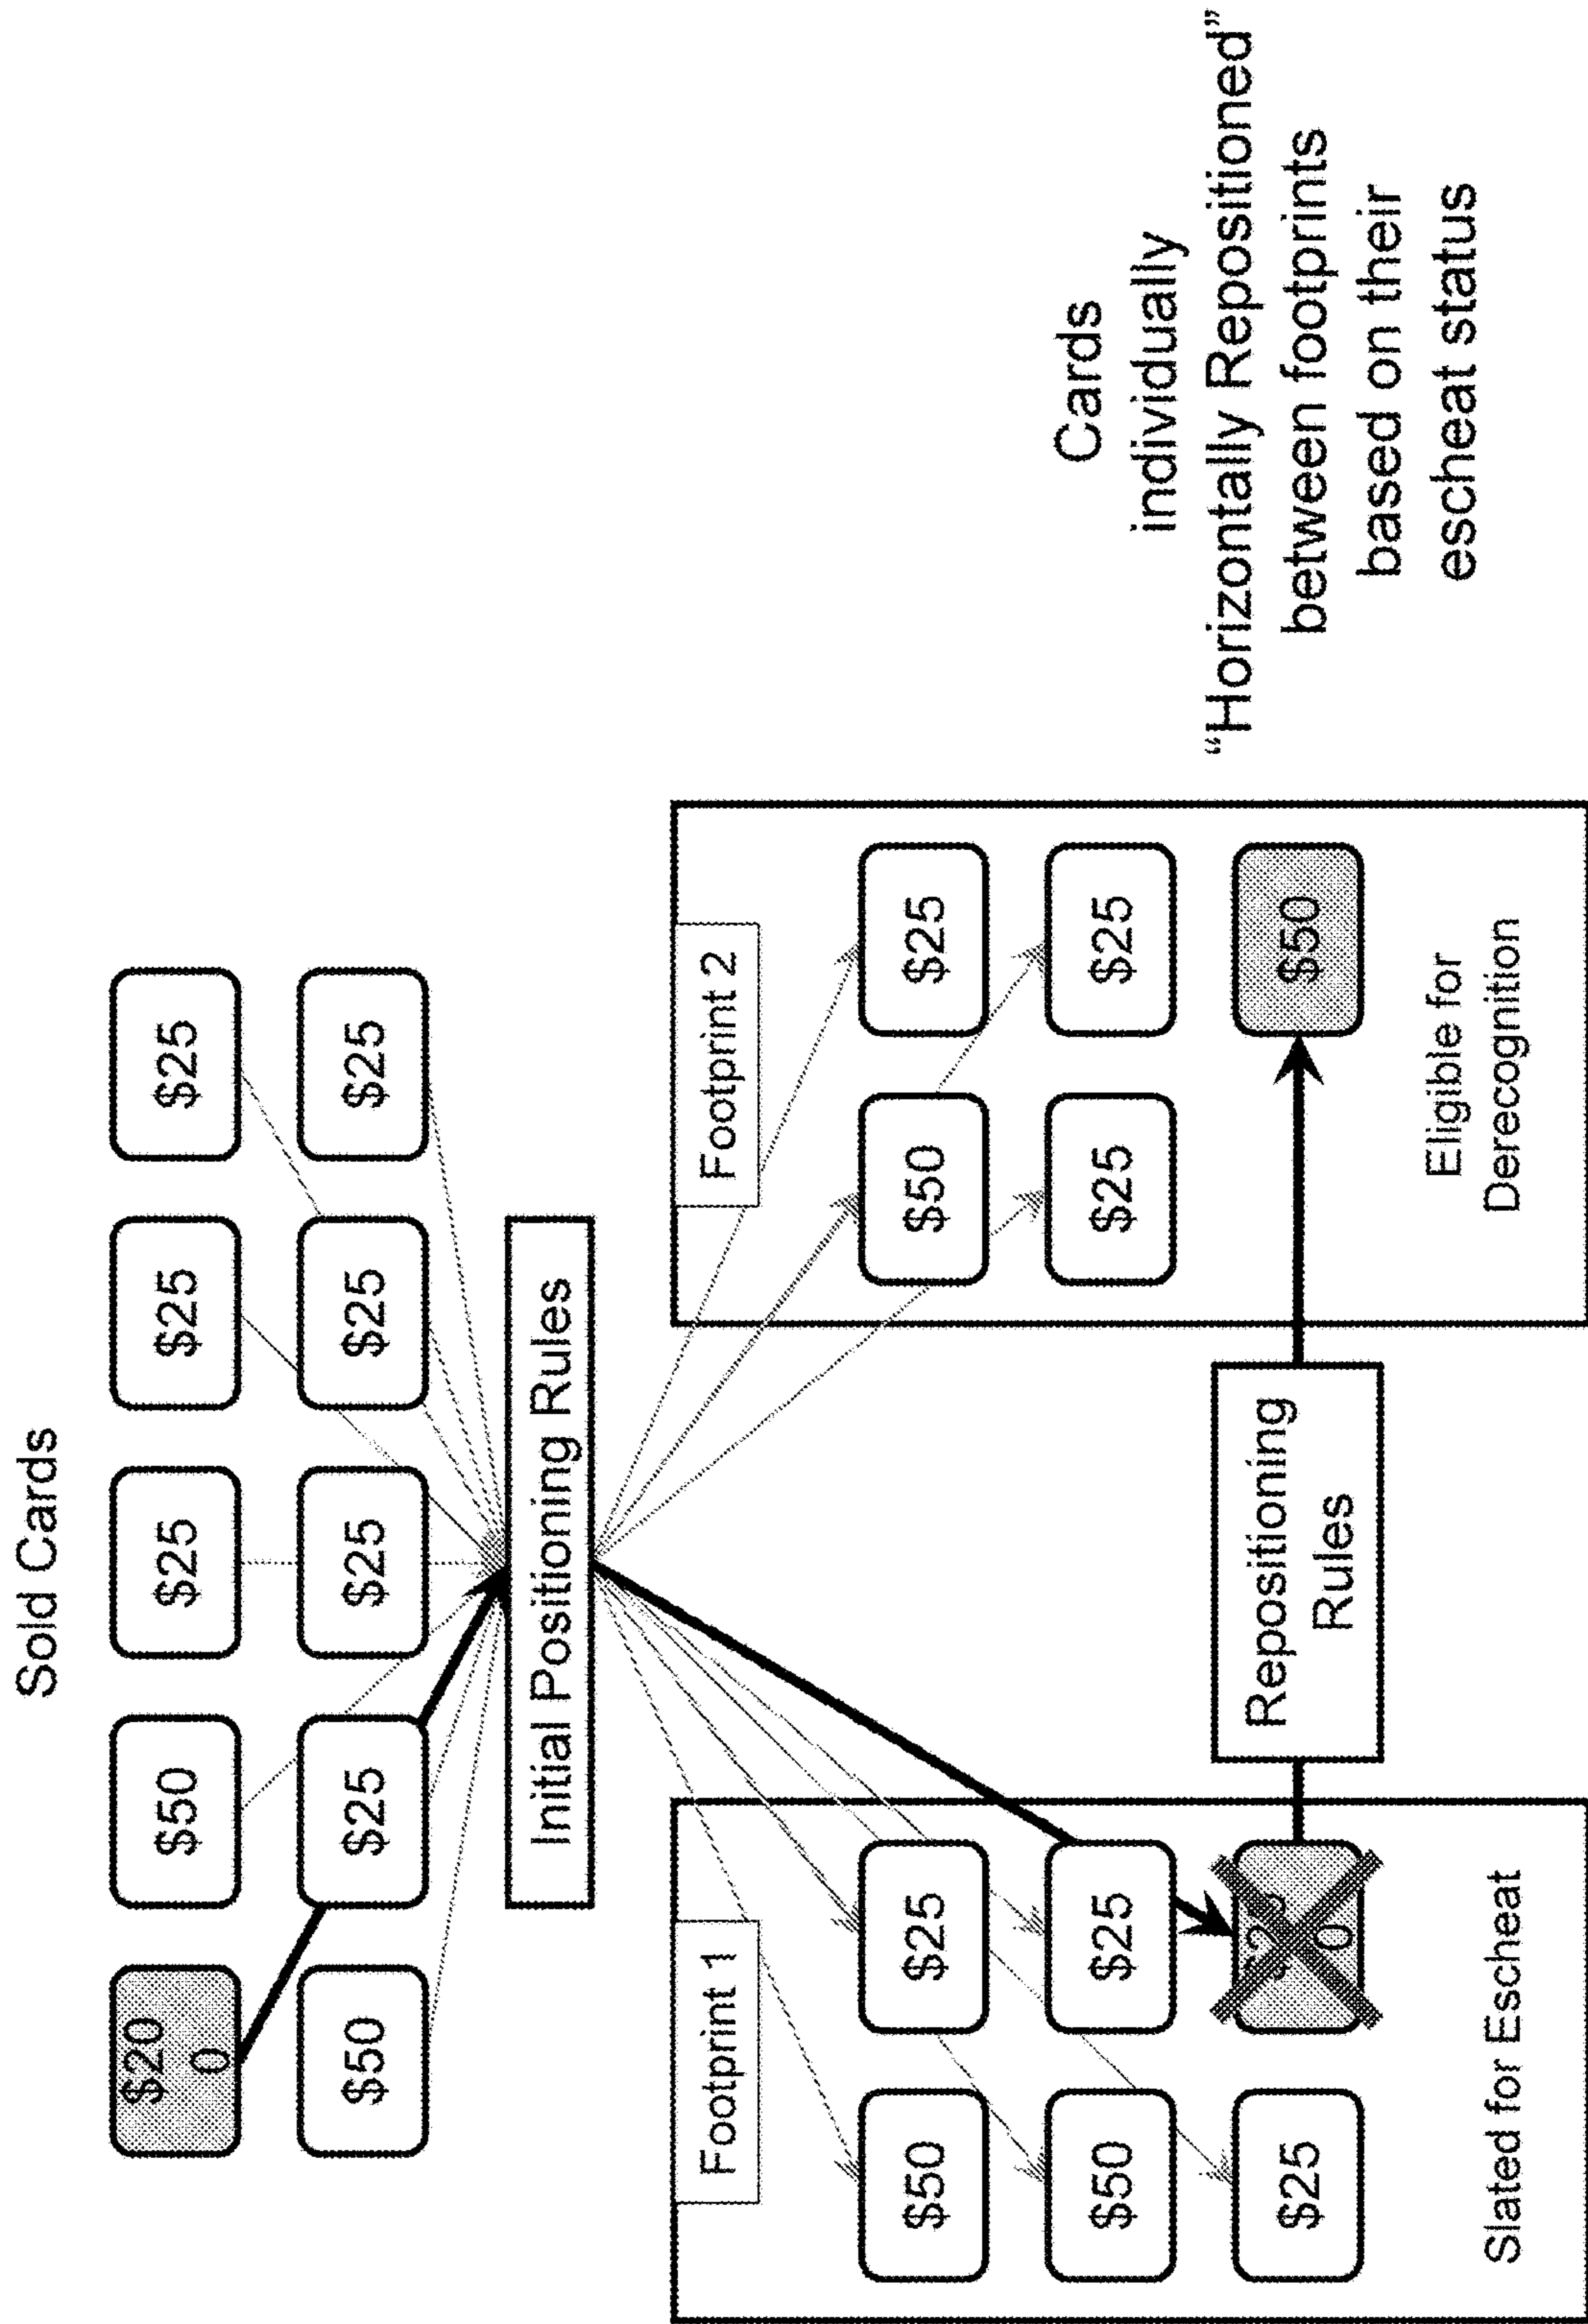 Sold Cards
$20
0
$50
$25
$25
$25
$50
$25
$25
$25
$25
Initial Positioning Rules
Footprint 1
$50
$25
$50
$25
$25
0
Slated for Escheat
Repositioning
Rules
Footprint 2
$50
$25
$25
$25
$50
Eligible for
Derecognition
Cards
individually
“Horizontally Repositioned”
between footprints
based on their
escheat status